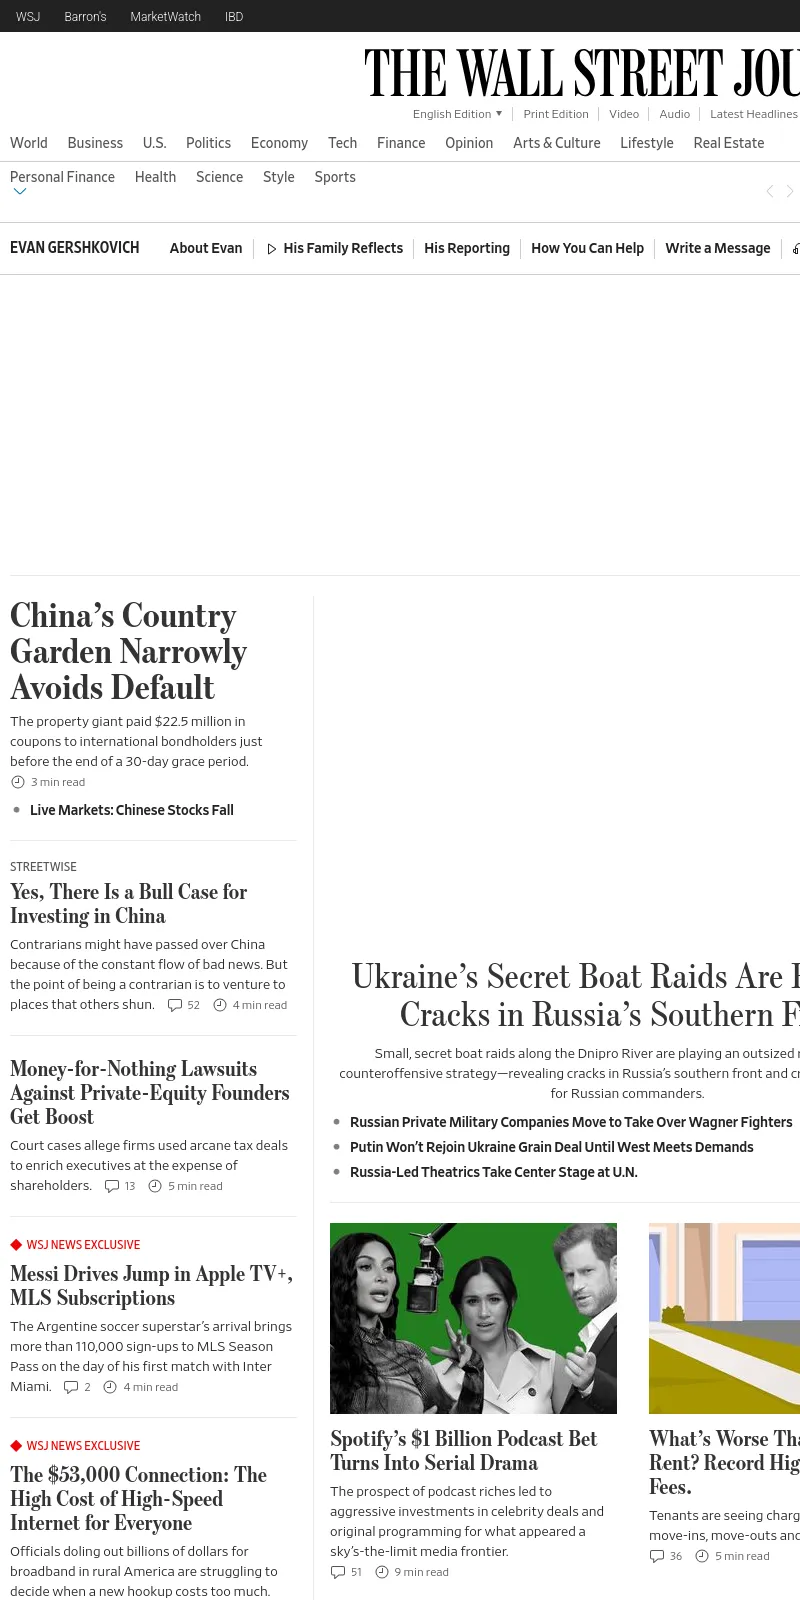 WSJ Barron's MarketWatch IBD
THE WALL STREET JOU
English Edition Print Edition Video Audio Latest Headlines
World Business U.S. Politics Economy Tech Finance Opinion Arts & Culture Lifestyle Real Estate
Personal Finance Health Science Style Sports
EVAN GERSHKOVICH About Evan His Family Reflects His Reporting How You Can Help Write a Message
China’s Country
Garden Narrowly
Avoids Default
The property giant paid $22.5 million in
coupons to international bondholders just
before the end of a 30-day grace period.
3 min read
Live Markets: Chinese Stocks Fall
STREETWISE
Yes, There Is a Bull Case for
Investing in China
Contrarians might have passed over China
because of the constant flow of bad news. But
the point of being a contrarian is to venture to
places that others shun. 52 4 min read
Money-for-Nothing Lawsuits
Against Private-Equity Founders
Get Boost
Court cases allege firms used arcane tax deals
to enrich executives at the expense of
shareholders. 13 5 min read
WSJ NEWS EXCLUSIVE
Messi Drives Jump in Apple TV+,
MLS Subscriptions
The Argentine soccer superstar’s arrival brings
more than 110,000 sign-ups to MLS Season
Pass on the day of his first match with Inter
Miami. 2 4 min read
WSJ NEWS EXCLUSIVE
The $53,000 Connection: The
High Cost of High-Speed
Internet for Everyone
Officials doling out billions of dollars for
broadband in rural America are struggling to
decide when a new hookup costs too much.
Ukraine’s Secret Boat Raids Are
Cracks in Russia’s Southern
Small, secret boat raids along the Dnipro River are playing an outsized
counteroffensive strategy—revealing cracks in Russia’s southern front and
for Russian commanders.
Russian Private Military Companies Move to Take Over Wagner Fighters
Putin Won’t Rejoin Ukraine Grain Deal Until West Meets Demands
Russia-Led Theatrics Take Center Stage at U.N.
Spotify’s $1 Billion Podcast Bet
Turns Into Serial Drama
The prospect of podcast riches led to
aggressive investments in celebrity deals and
original programming for what appeared a
sky’s-the-limit media frontier.
51 9 min read
What’s Worse Tha
Rent? Record Hig
Fees.
Tenants are seeing charg
move-ins, move-outs and
36 5 min read